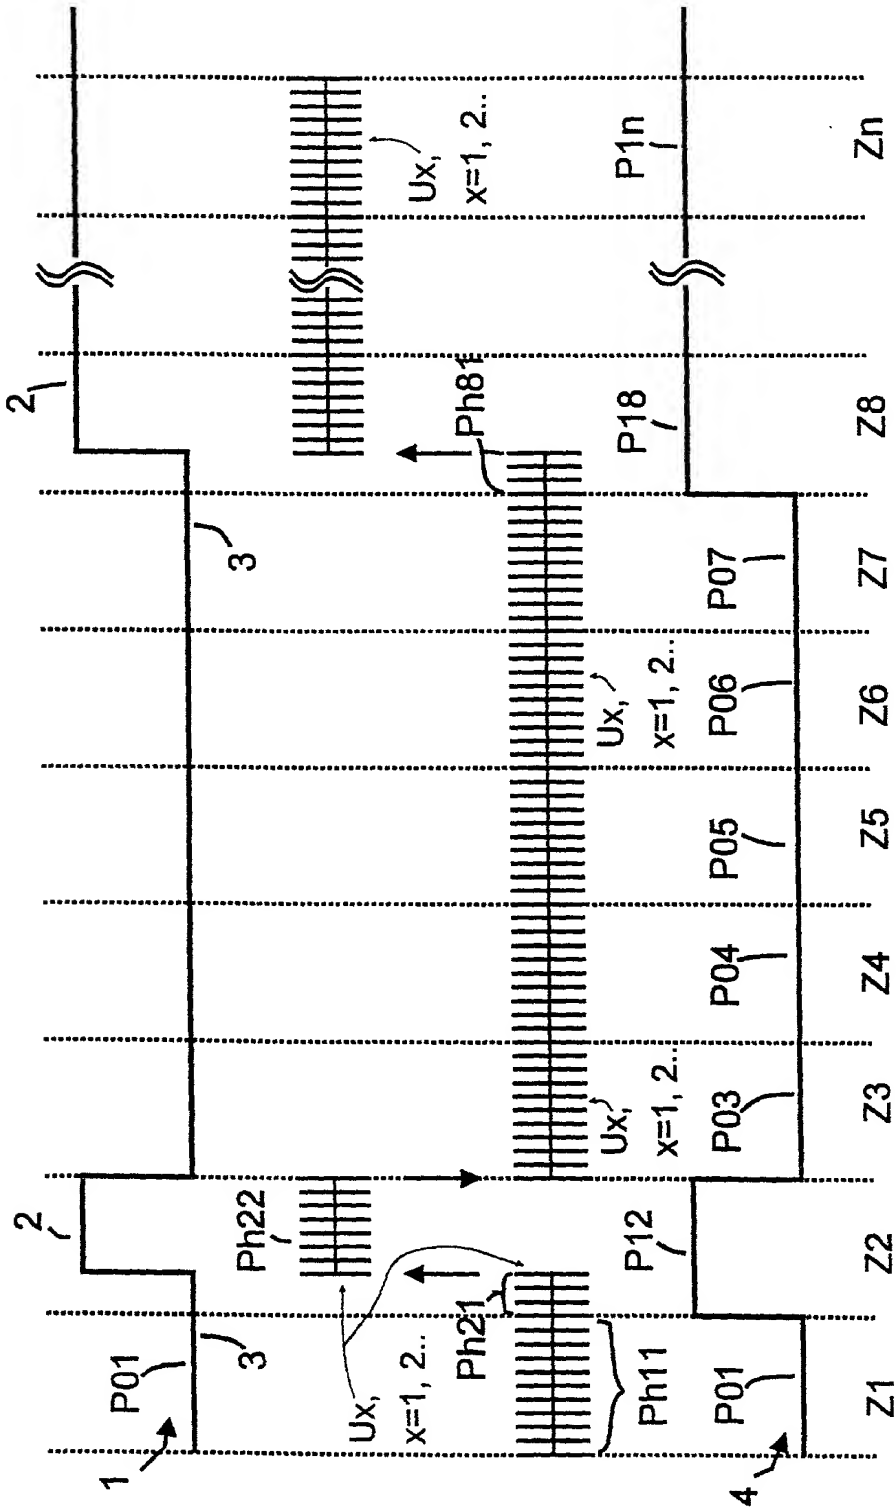 2
2
1
P01
3
Ph22
3
Ux,
x=1, 2..
Ux,
x=1, 2..
Ph21
Ph81
Ux,
x=1, 2..
Ux,
x=1, 2..
Ph11
P12
P18
P1n
4
P01
P03
P04
P05
P06
P07
Z1
Z2
Z3
Z4
Z5
Z6
Z7
Z8
Zn